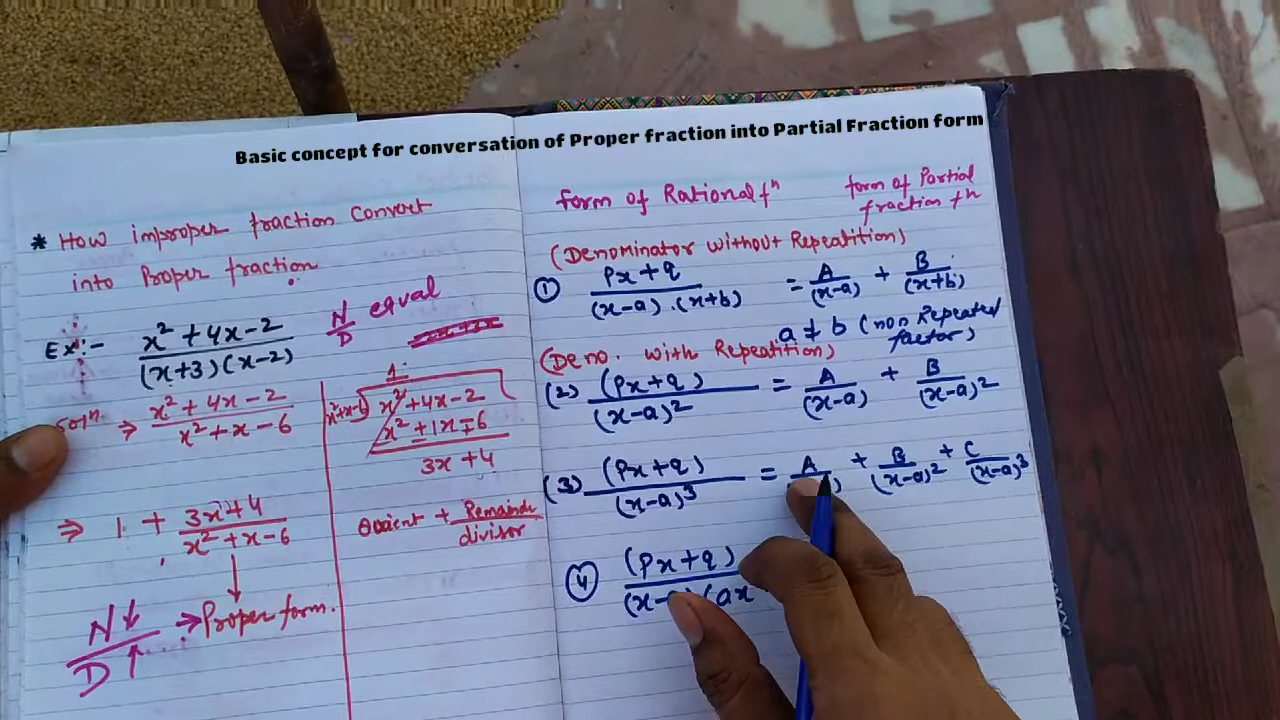 Basic concept for conversation of Proper fraction into Partial Fraction form
* How improper fraction convert
into Proper fraction
Ex:- x² + 4x - 2 / (x+3)(x-2)
N/D equal
Solⁿ ⇒ x² + 4x - 2 / x² + x - 6
1
x²+x-6) x² + 4x - 2
x² ± 1x ∓ 6
3x + 4
⇒ 1 + 3x + 4 / x² + x - 6
Quoient + Remainder / divisor
N↓ / D↑ → Proper form.
form of Rational fⁿ
form of Partial
fraction fn
(Denominator without Repeatition)
① px + q / (x-a).(x+b) = A/(x-a) + B/(x+b)
a ≠ b (non Repeated
factor)
(Deno. with Repeatition)
(2) (px+q) / (x-a)² = A/(x-a) + B/(x-a)²
(3) (px+q) / (x-a)³ = A + B/(x-a)² + C/(x-a)³
④ (px+q) / (x- (ax